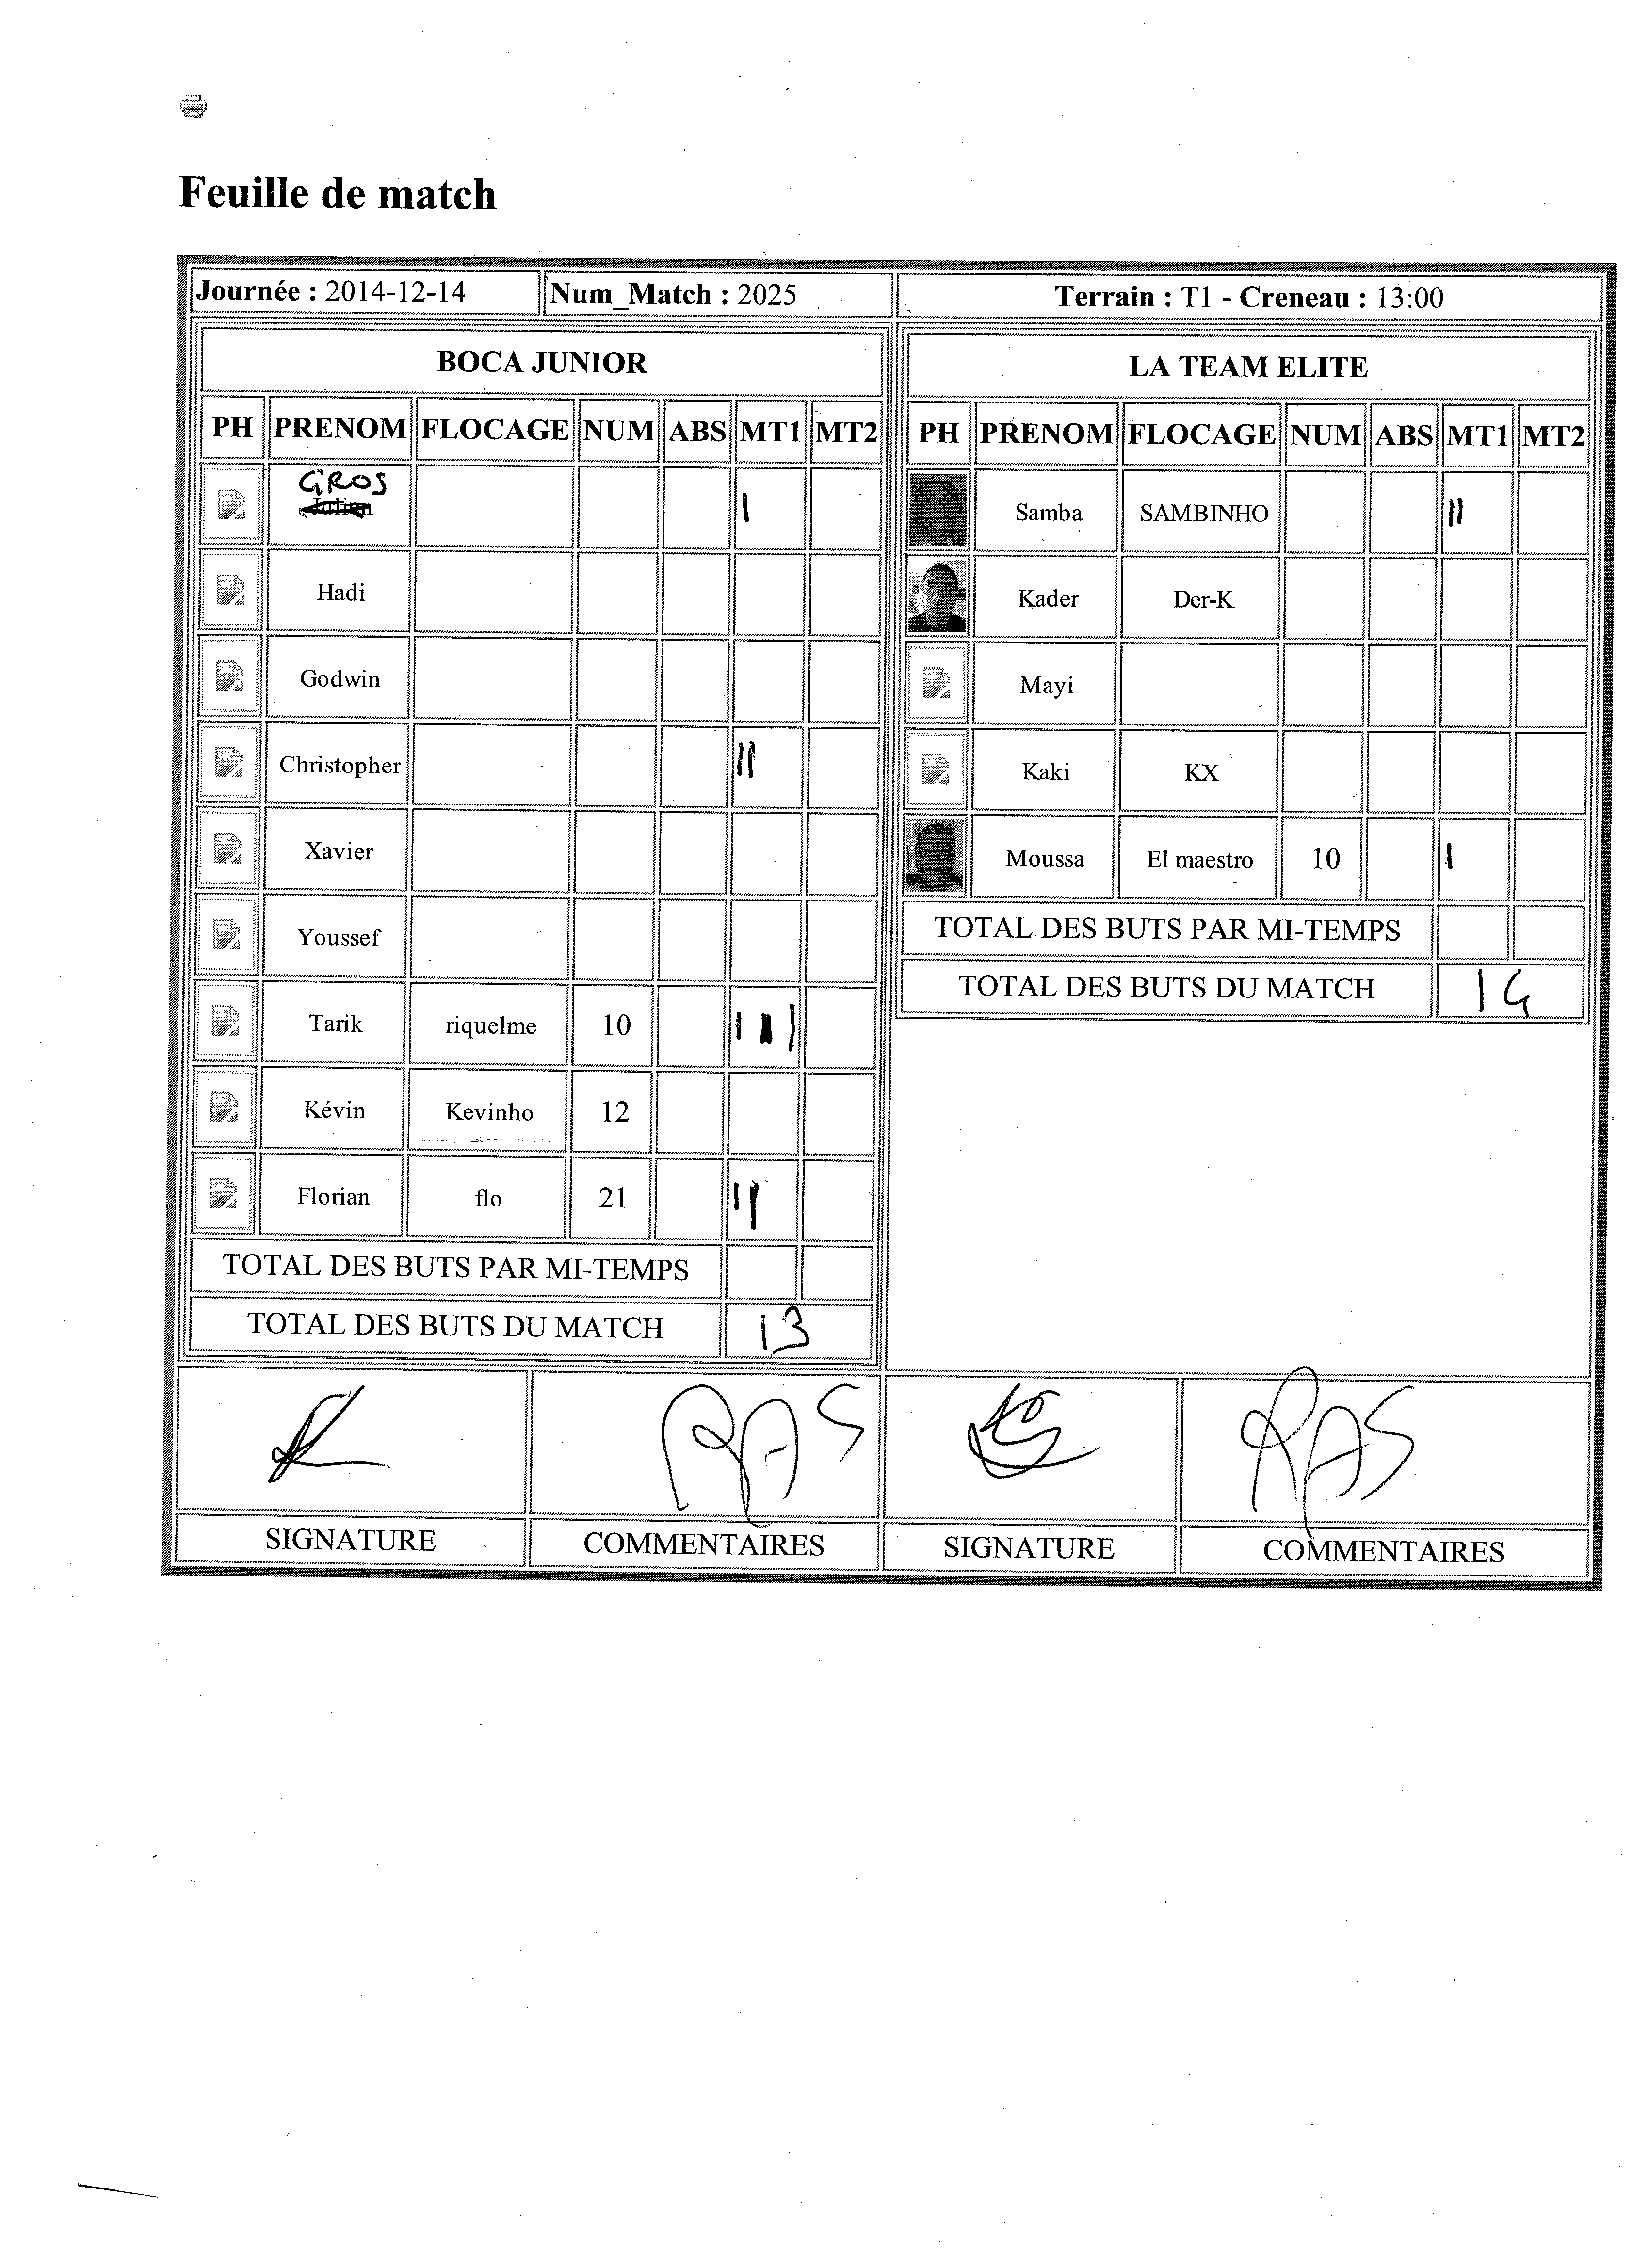 Feuille de match
Journée : 2014-12-14 Num_Match : 2025 Terrain : T1 - Creneau : 13:00
BOCA JUNIOR
PH PRENOM FLOCAGE NUM ABS MT1 MT2
GROS
Julien
Hadi
Godwin
Christopher
Xavier
Youssef
Tarik riquelme 10
Kévin Kevinho 12
Florian flo 21
TOTAL DES BUTS PAR MI-TEMPS
TOTAL DES BUTS DU MATCH 13
LA TEAM ELITE
PH PRENOM FLOCAGE NUM ABS MT1 MT2
Samba SAMBINHO
Kader Der-K
Mayi
Kaki KX
Moussa El maestro 10
TOTAL DES BUTS PAR MI-TEMPS
TOTAL DES BUTS DU MATCH 14
RAS
RAS
SIGNATURE COMMENTAIRES SIGNATURE COMMENTAIRES